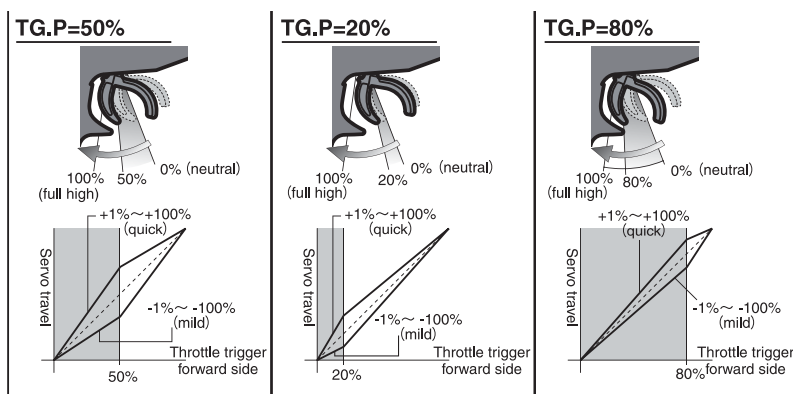 TG.P=50%
0% (neutral)
100%
(full high)
50%
+1%~+100%
(quick)
Servo travel
-1%~ -100%
(mild)
Throttle trigger
forward side
50%
TG.P=20%
0% (neutral)
100%
(full high)
20%
+1%~+100%
(quick)
Servo travel
-1%~ -100%
(mild)
Throttle trigger
forward side
20%
TG.P=80%
0% (neutral)
100%
(full high)
80%
+1%~+100%
(quick)
Servo travel
-1%~ -100%
(mild)
Throttle trigger
forward side
80%